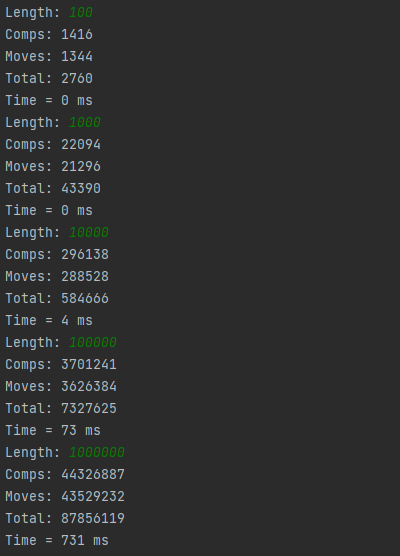 Length: 100
Comps: 1416
Moves: 1344
Total: 2760
Time = 0 ms
Length: 1000
Comps: 22094
Moves: 21296
Total: 43390
Time = 0 ms
Length: 10000
Comps: 296138
Moves: 288528
Total: 584666
Time = 4 ms
Length: 100000
Comps: 3701241
Moves: 3626384
Total: 7327625
Time = 73 ms
Length: 1000000
Comps: 44326887
Moves: 43529232
Total: 87856119
Time = 731 ms